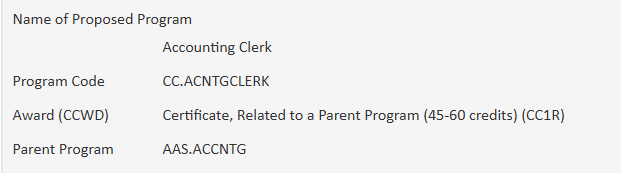 Name of Proposed Program
Accounting Clerk
Program Code CC.ACNTGCLERK
Award (CCWD) Certificate, Related to a Parent Program (45-60 credits) (CC1R)
Parent Program AAS.ACCNTG